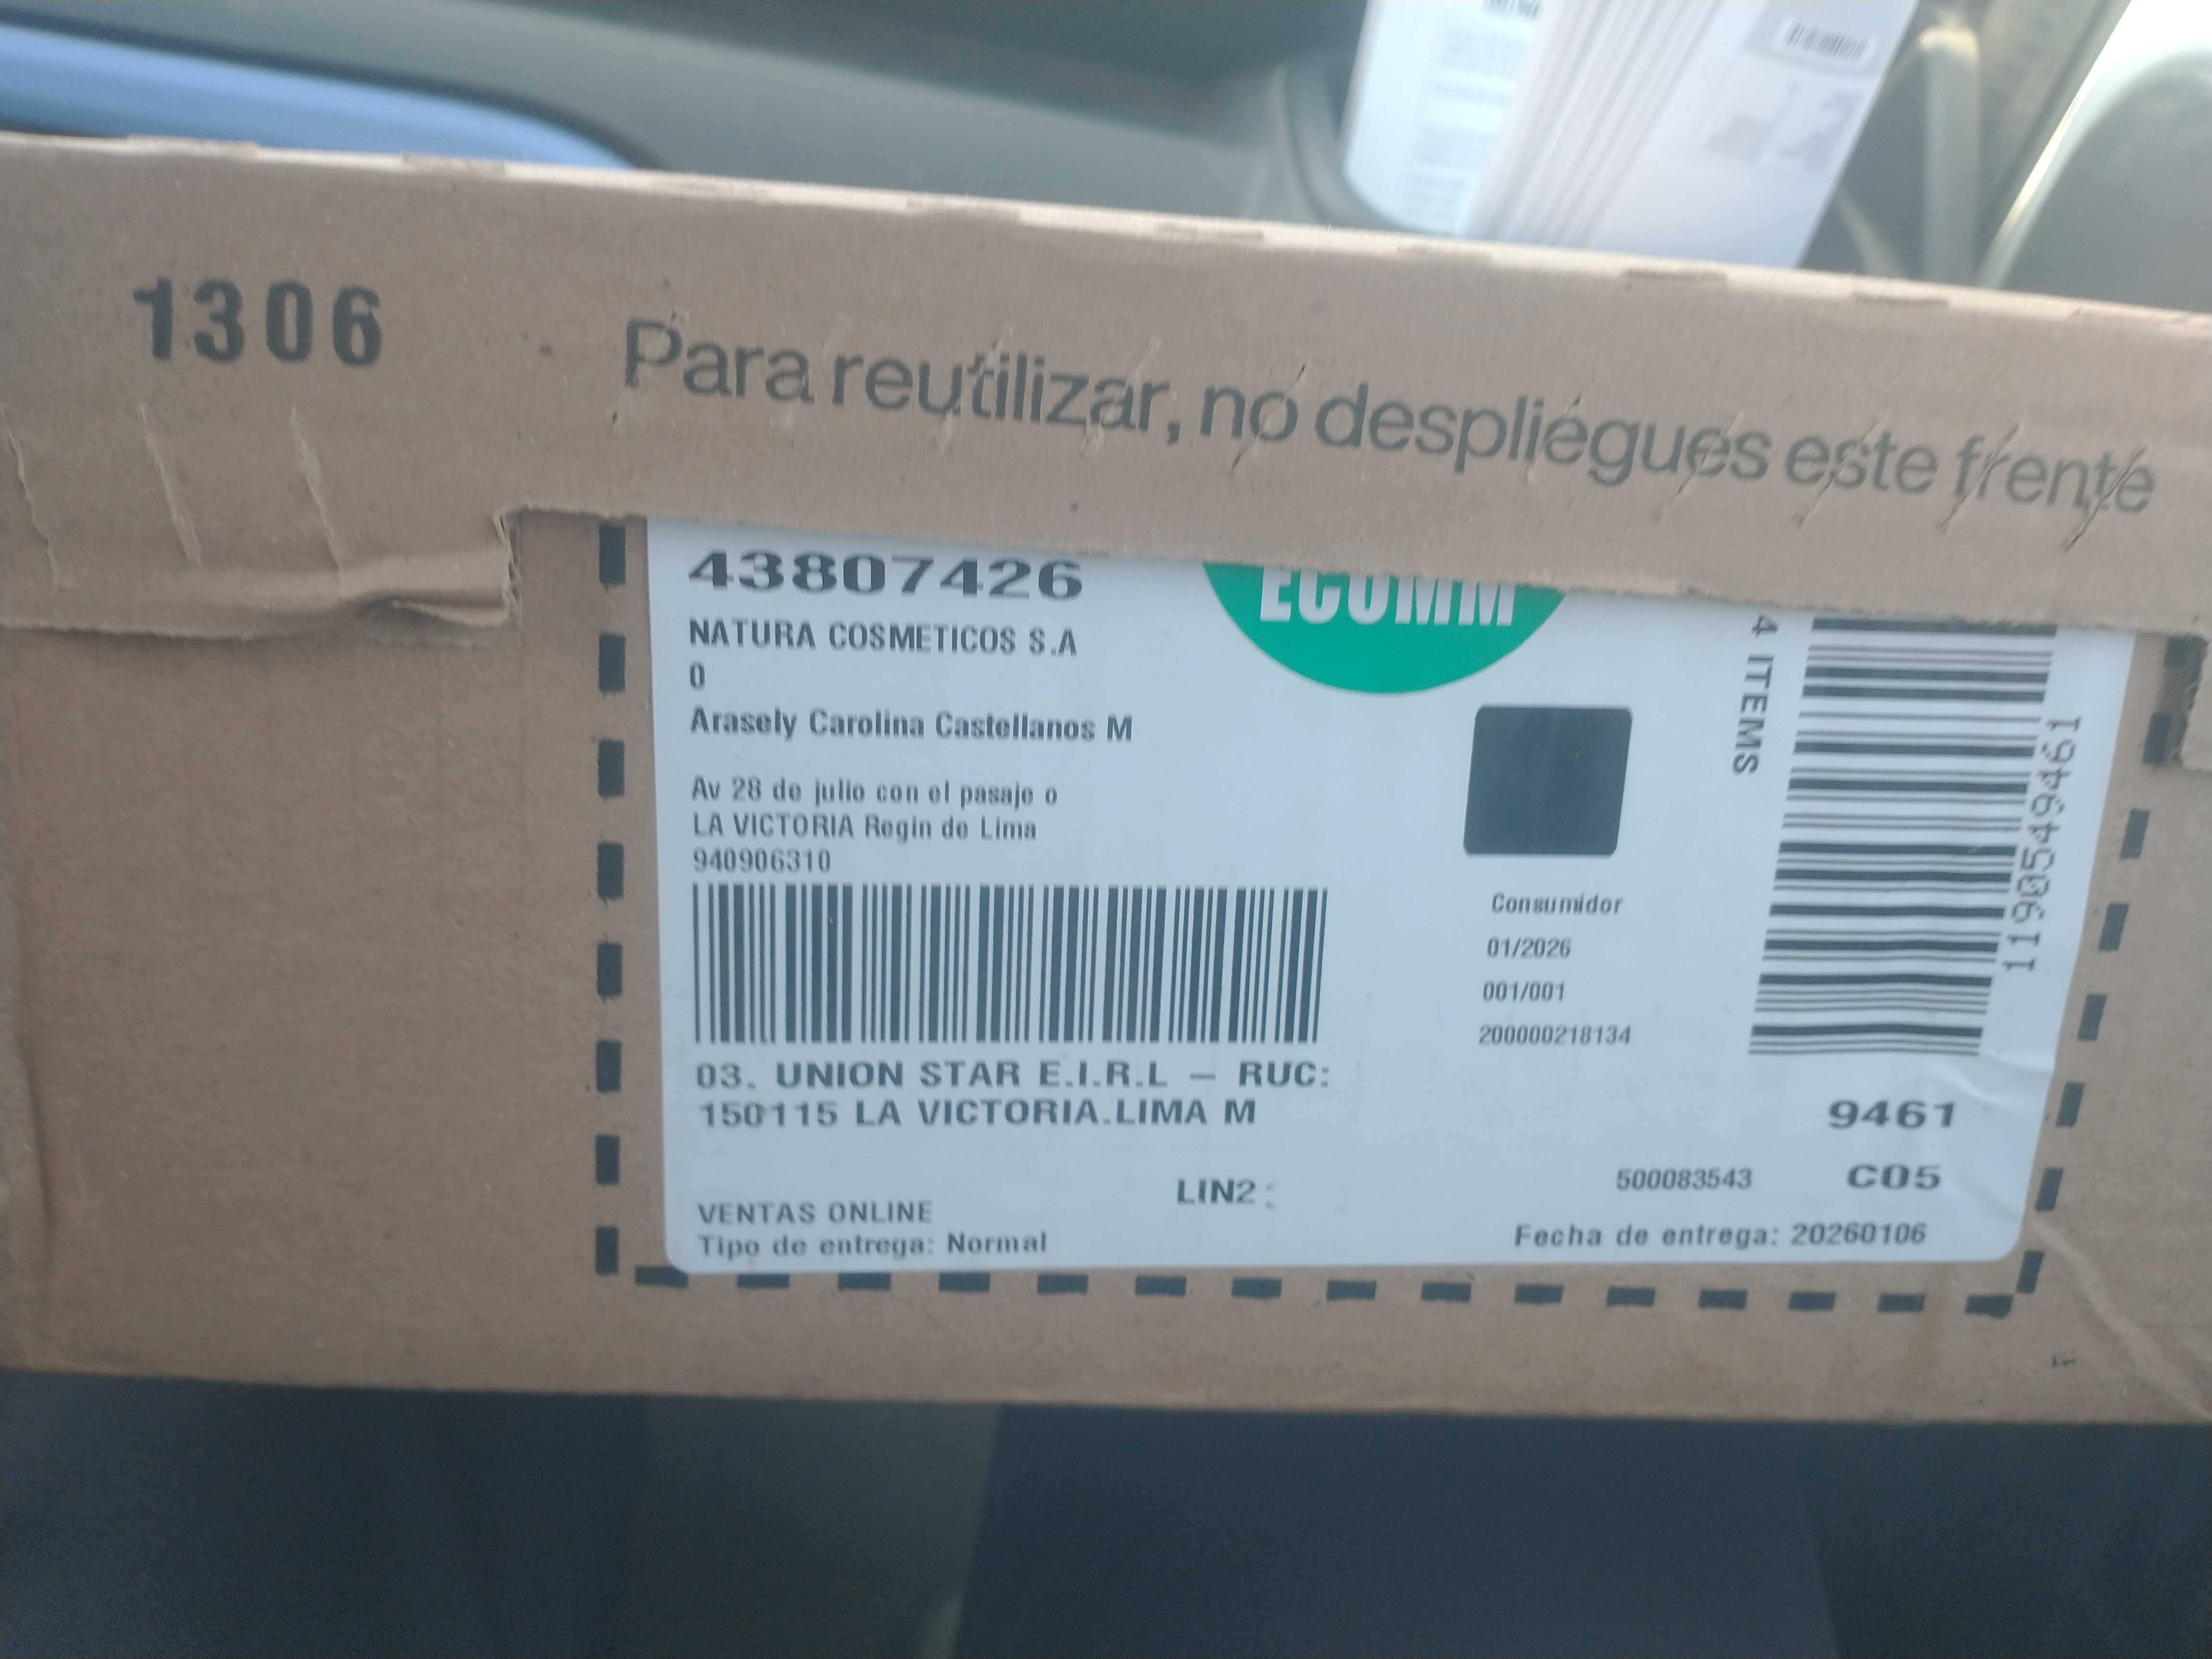 1306
Para reutilizar, no despliegues este frente
43807426
ECOMM
NATURA COSMETICOS S.A
0
Arasely Carolina Castellanos M
Av 28 de julio con el pasaje o
LA VICTORIA Regin de Lima
940906310
4 ITEMS
11905499461
Consumidor
01/2026
001/001
200000218134
03. UNION STAR E.I.R.L – RUC:
150115 LA VICTORIA.LIMA M
9461
LIN2 :
500083543 C05
VENTAS ONLINE
Tipo de entrega: Normal
Fecha de entrega: 20260106